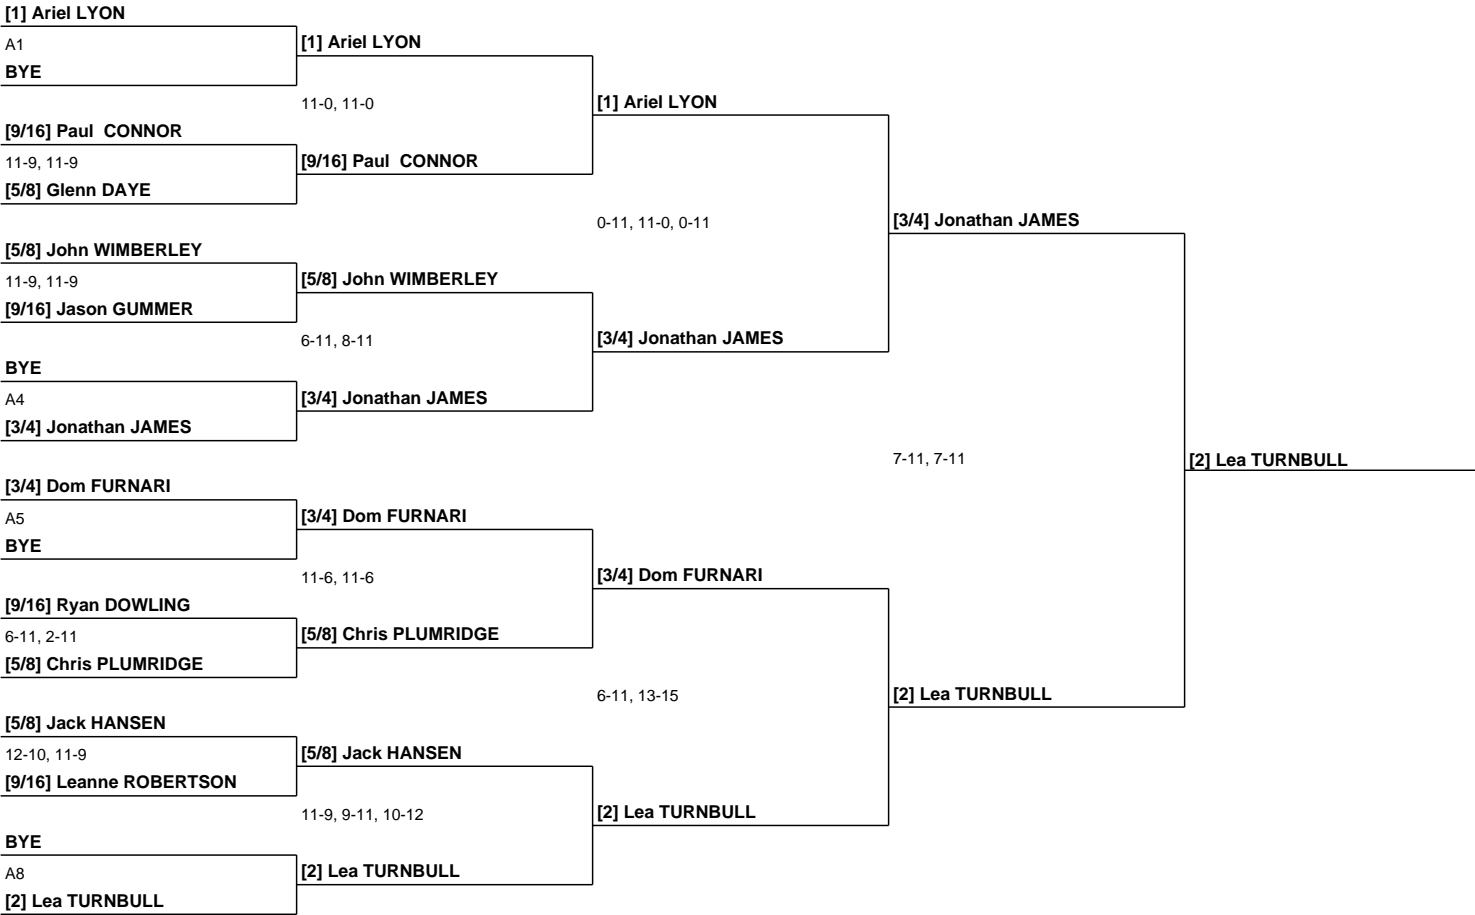 [1] Ariel LYON
A1
BYE
[9/16] Paul  CONNOR
11-9, 11-9
[5/8] Glenn DAYE
[5/8] John WIMBERLEY
11-9, 11-9
[9/16] Jason GUMMER
BYE
A4
[3/4] Jonathan JAMES
[3/4] Dom FURNARI
A5
BYE
[9/16] Ryan DOWLING
6-11, 2-11
[5/8] Chris PLUMRIDGE
[5/8] Jack HANSEN
12-10, 11-9
[9/16] Leanne ROBERTSON
BYE
A8
[2] Lea TURNBULL
[1] Ariel LYON
11-0, 11-0
[9/16] Paul  CONNOR
[5/8] John WIMBERLEY
6-11, 8-11
[3/4] Jonathan JAMES
[3/4] Dom FURNARI
11-6, 11-6
[5/8] Chris PLUMRIDGE
[5/8] Jack HANSEN
11-9, 9-11, 10-12
[2] Lea TURNBULL
[1] Ariel LYON
0-11, 11-0, 0-11
[3/4] Jonathan JAMES
[3/4] Dom FURNARI
6-11, 13-15
[2] Lea TURNBULL
[3/4] Jonathan JAMES
7-11, 7-11
[2] Lea TURNBULL
[2] Lea TURNBULL